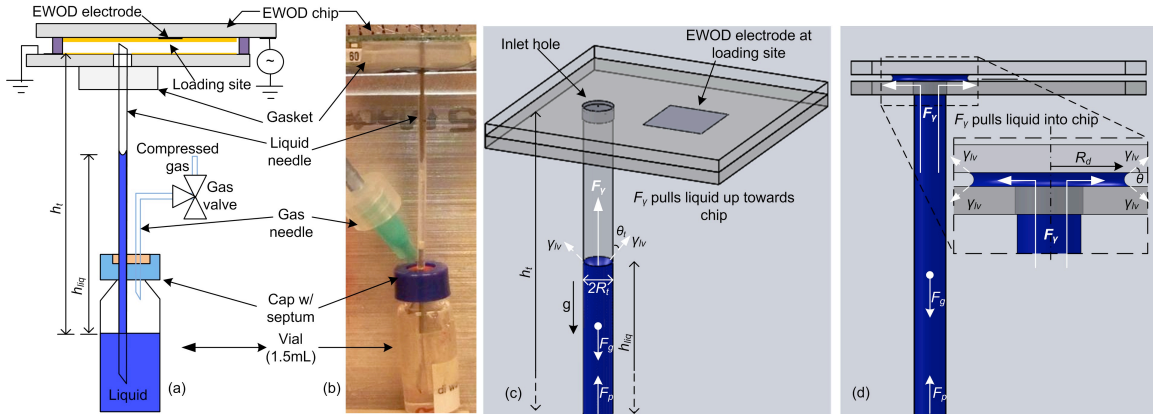 EWOD electrode
EWOD chip
~
Loading site
Gasket
Liquid
needle
Compressed
gas
Gas
valve
Gas
needle
h_t
h_liq
Cap w/
septum
Vial
(1.5mL)
Liquid
(a)
60
(b)
Inlet hole
EWOD electrode at
loading site
F_γ
F_γ pulls liquid up towards
chip
h_t
γ_lv
θ_t
γ_lv
2R_t
g
F_g
h_liq
F_p
(c)
F_γ
F_γ pulls liquid into chip
γ_lv
R_d
γ_lv
θ
γ_lv
γ_lv
F_γ
F_g
F_p
(d)